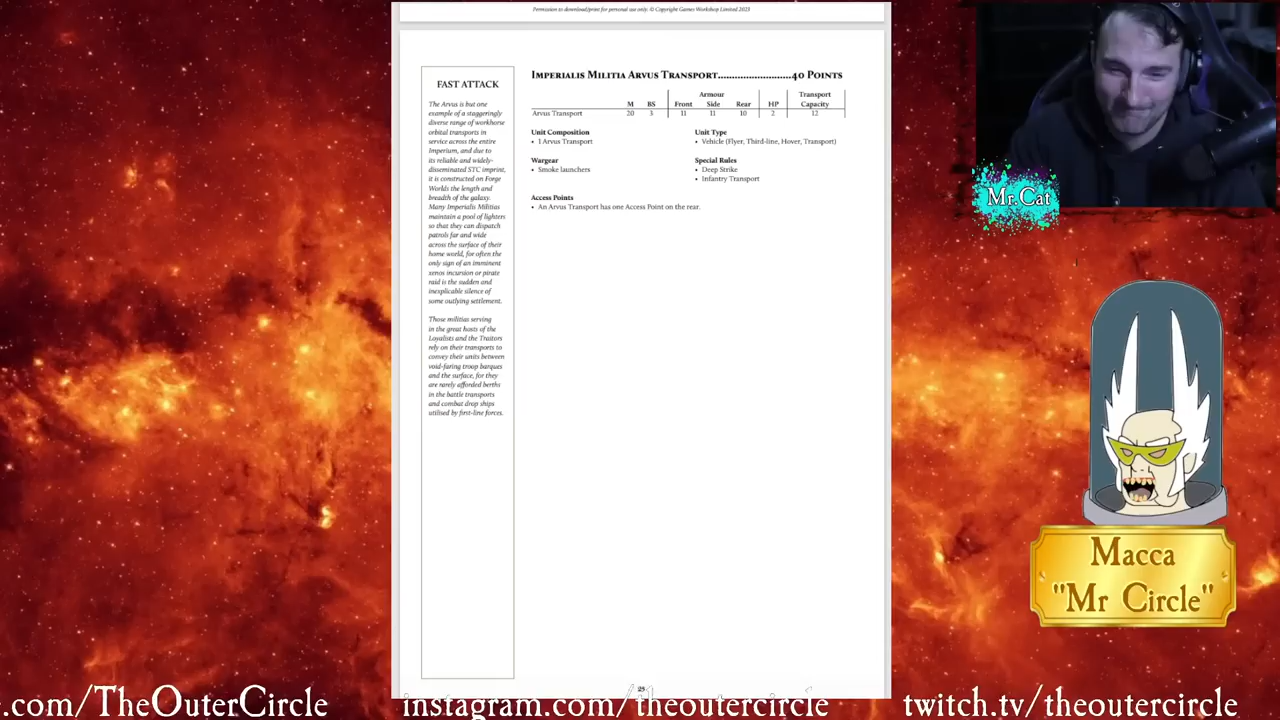 Permission to download/print for personal use only. © Copyright Games Workshop Limited 2023
FAST ATTACK
The Arvus is but one
example of a staggeringly
diverse range of workhorse
orbital transports in
service across the entire
Imperium, and due to
its reliable and widely-
disseminated STC imprint,
it is constructed on Forge
Worlds the length and
breadth of the galaxy.
Many Imperialis Militias
maintain a pool of lighters
so that they can dispatch
patrols far and wide
across the surface of their
home world, for often the
only sign of an imminent
xenos incursion or pirate
raid is the sudden and
inexplicable silence of
some outlying settlement.
Those militias serving
in the great hosts of the
Loyalists and the Traitors
rely on their transports to
convey their units between
void-faring troop barques
and the surface, for they
are rarely afforded berths
in the battle transports
and combat drop ships
utilised by first-line forces.
Imperialis Militia Arvus Transport..........................40 Points
Armour Transport
M BS Front Side Rear HP Capacity
Arvus Transport 20 3 11 11 10 2 12
Unit Composition
• 1 Arvus Transport
Unit Type
• Vehicle (Flyer, Third-line, Hover, Transport)
Wargear
• Smoke launchers
Special Rules
• Deep Strike
• Infantry Transport
Access Points
• An Arvus Transport has one Access Point on the rear.
Mr.Cat
Macca
"Mr Circle"
.com/TheOuterCircle
instagram.com/theoutercircle
twitch.tv/theoutercircle